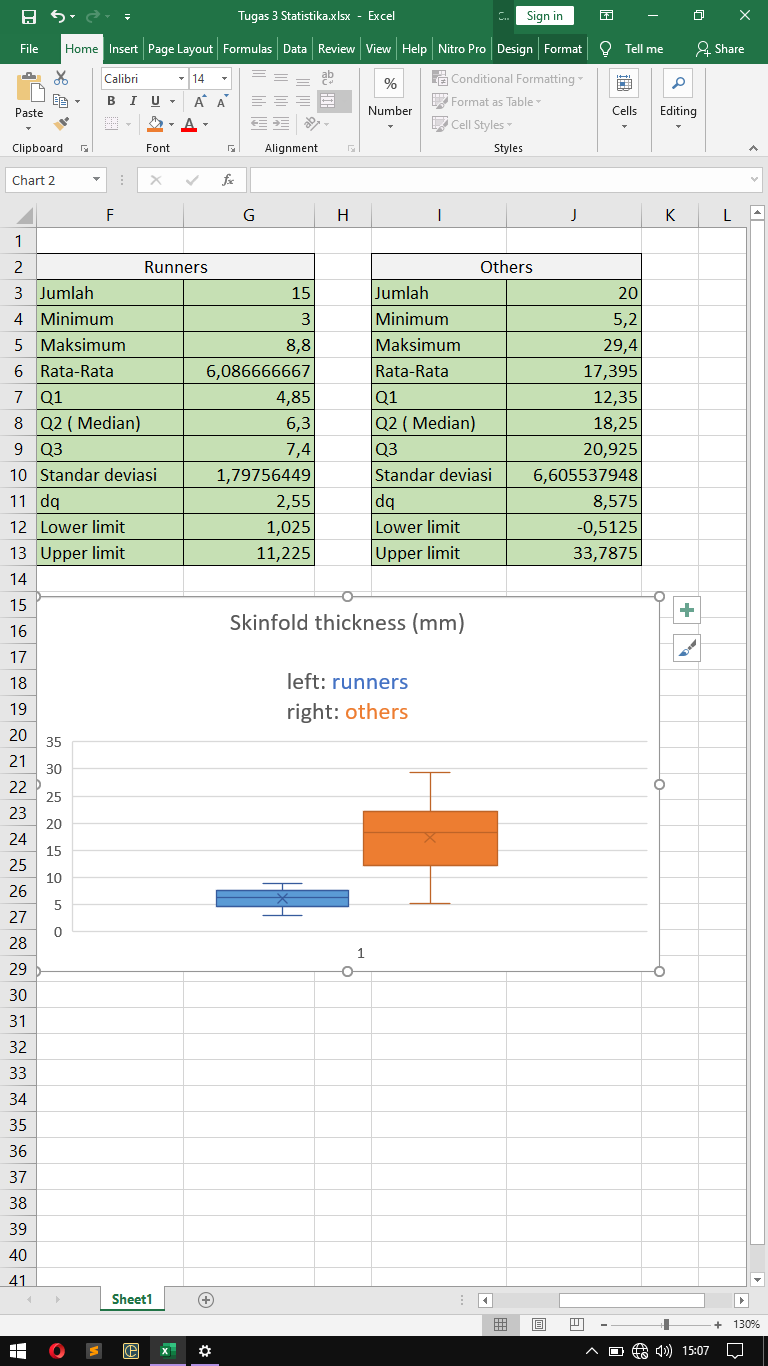 Tugas 3 Statistika.xlsx - Excel
C...
Sign in
File Home Insert Page Layout Formulas Data Review View Help Nitro Pro Design Format Tell me Share
Paste
Clipboard
Calibri 14
B I U A A
A
Font
ab
Alignment
%
Number
Conditional Formatting
Format as Table
Cell Styles
Styles
Cells
Editing
Chart 2
fx
F G H I J K L
1
2 Runners Others
3 Jumlah 15 Jumlah 20
4 Minimum 3 Minimum 5,2
5 Maksimum 8,8 Maksimum 29,4
6 Rata-Rata 6,086666667 Rata-Rata 17,395
7 Q1 4,85 Q1 12,35
8 Q2 ( Median) 6,3 Q2 ( Median) 18,25
9 Q3 7,4 Q3 20,925
10 Standar deviasi 1,79756449 Standar deviasi 6,605537948
11 dq 2,55 dq 8,575
12 Lower limit 1,025 Lower limit -0,5125
13 Upper limit 11,225 Upper limit 33,7875
14
15
16
17
18
19
20
21
22
23
24
25
26
27
28
29
30
31
32
33
34
35
36
37
38
39
40
41
Skinfold thickness (mm)
left: runners
right: others
35
30
25
20
15
10
5
0
1
Sheet1
130%
15:07